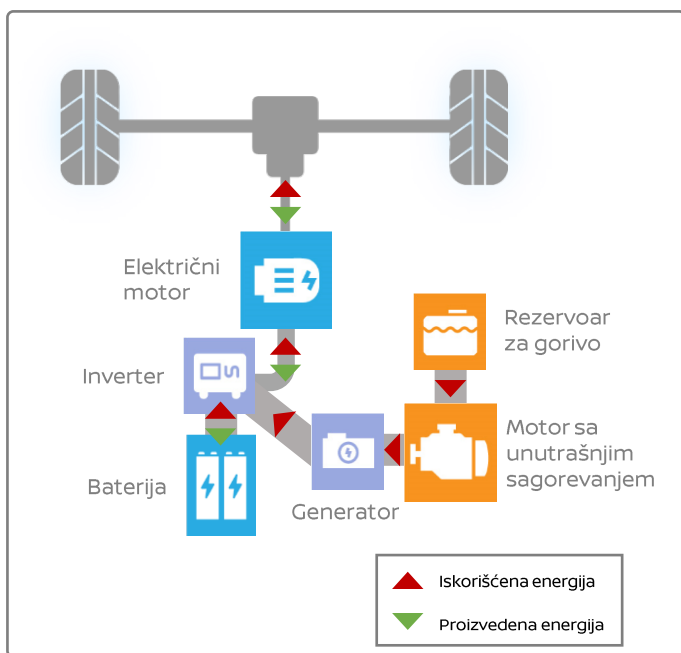 Električni
motor
Rezervoar
za gorivo
Inverter
Motor sa
unutrašnjim
sagorevanjem
Baterija
Generator
Iskorišćena energija
Proizvedena energija